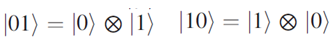 |01⟩ = |0⟩ ⊗ |1⟩ |10⟩ = |1⟩ ⊗ |0⟩